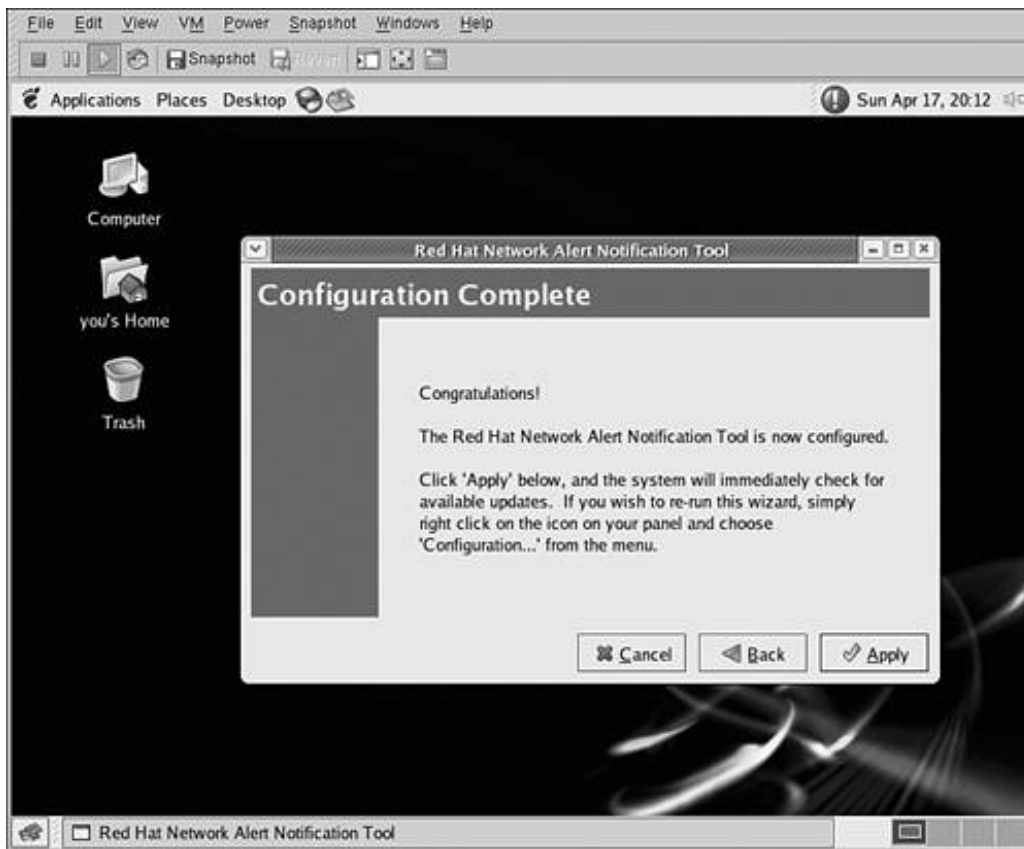 File Edit View VM Power Snapshot Windows Help
Snapshot
Applications Places Desktop Sun Apr 17, 20:12
Computer
you's Home
Trash
Red Hat Network Alert Notification Tool
Configuration Complete
Congratulations!
The Red Hat Network Alert Notification Tool is now configured.
Click 'Apply' below, and the system will immediately check for
available updates. If you wish to re-run this wizard, simply
right click on the icon on your panel and choose
'Configuration...' from the menu.
Cancel Back Apply
Red Hat Network Alert Notification Tool